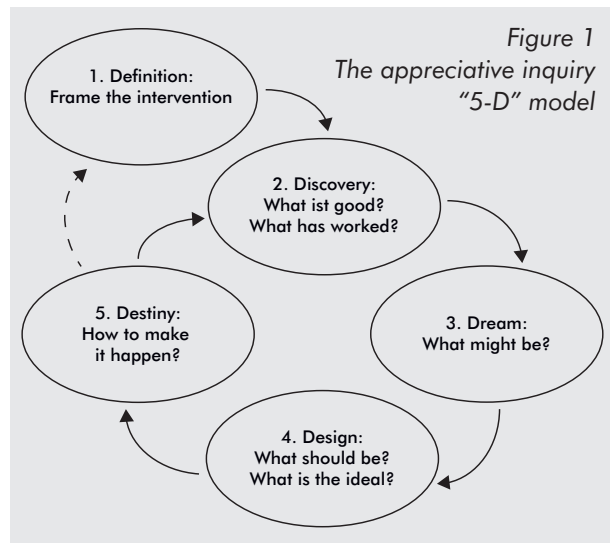 Figure 1
The appreciative inquiry
“5-D” model
1. Definition:
Frame the intervention
2. Discovery:
What ist good?
What has worked?
3. Dream:
What might be?
4. Design:
What should be?
What is the ideal?
5. Destiny:
How to make
it happen?